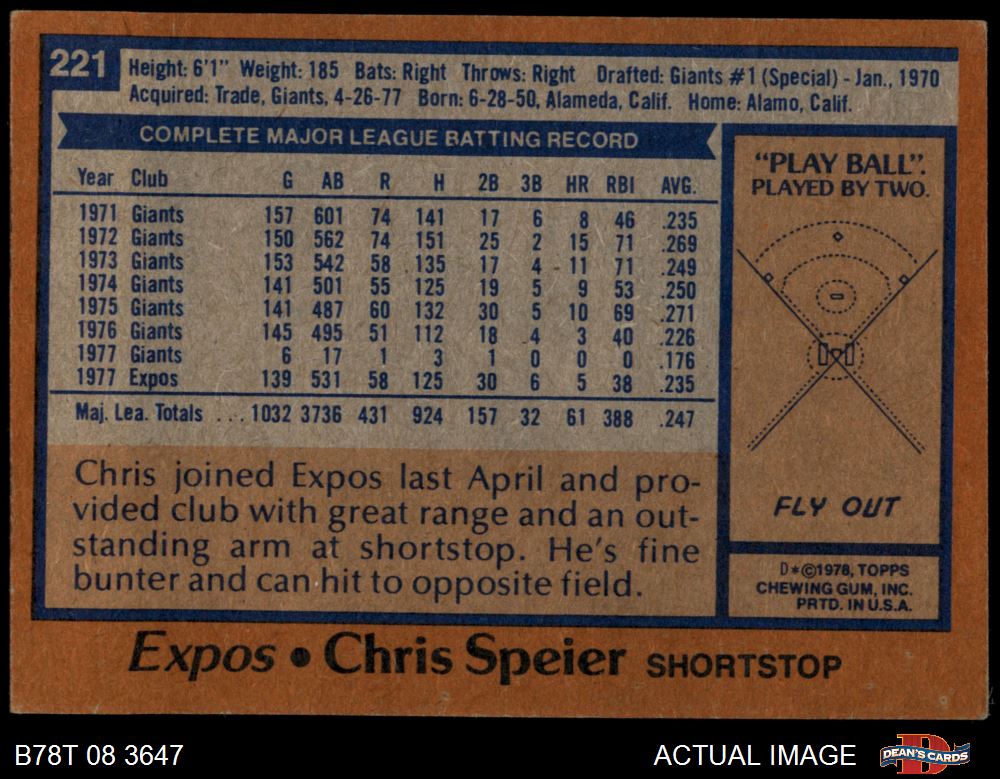 221
Height: 6'1" Weight: 185 Bats: Right Throws: Right Drafted: Giants #1 (Special) - Jan., 1970
Acquired: Trade, Giants, 4-26-77 Born: 6-28-50, Alameda, Calif. Home: Alamo, Calif.
COMPLETE MAJOR LEAGUE BATTING RECORD
Year Club G AB R H 2B 3B HR RBI AVG.
1971 Giants 157 601 74 141 17 6 8 46 .235
1972 Giants 150 562 74 151 25 2 15 71 .269
1973 Giants 153 542 58 135 17 4 11 71 .249
1974 Giants 141 501 55 125 19 5 9 53 .250
1975 Giants 141 487 60 132 30 5 10 69 .271
1976 Giants 145 495 51 112 18 4 3 40 .226
1977 Giants 6 17 1 3 1 0 0 0 .176
1977 Expos 139 531 58 125 30 6 5 38 .235
Maj. Lea. Totals ... 1032 3736 431 924 157 32 61 388 .247
Chris joined Expos last April and pro-
vided club with great range and an out-
standing arm at shortstop. He's fine
bunter and can hit to opposite field.
"PLAY BALL".
PLAYED BY TWO.
FLY OUT
D*©1978, TOPPS
CHEWING GUM, INC.
PRTD. IN U.S.A.
Expos • Chris Speier SHORTSTOP
B78T 08 3647
ACTUAL IMAGE
DEAN'S CARDS